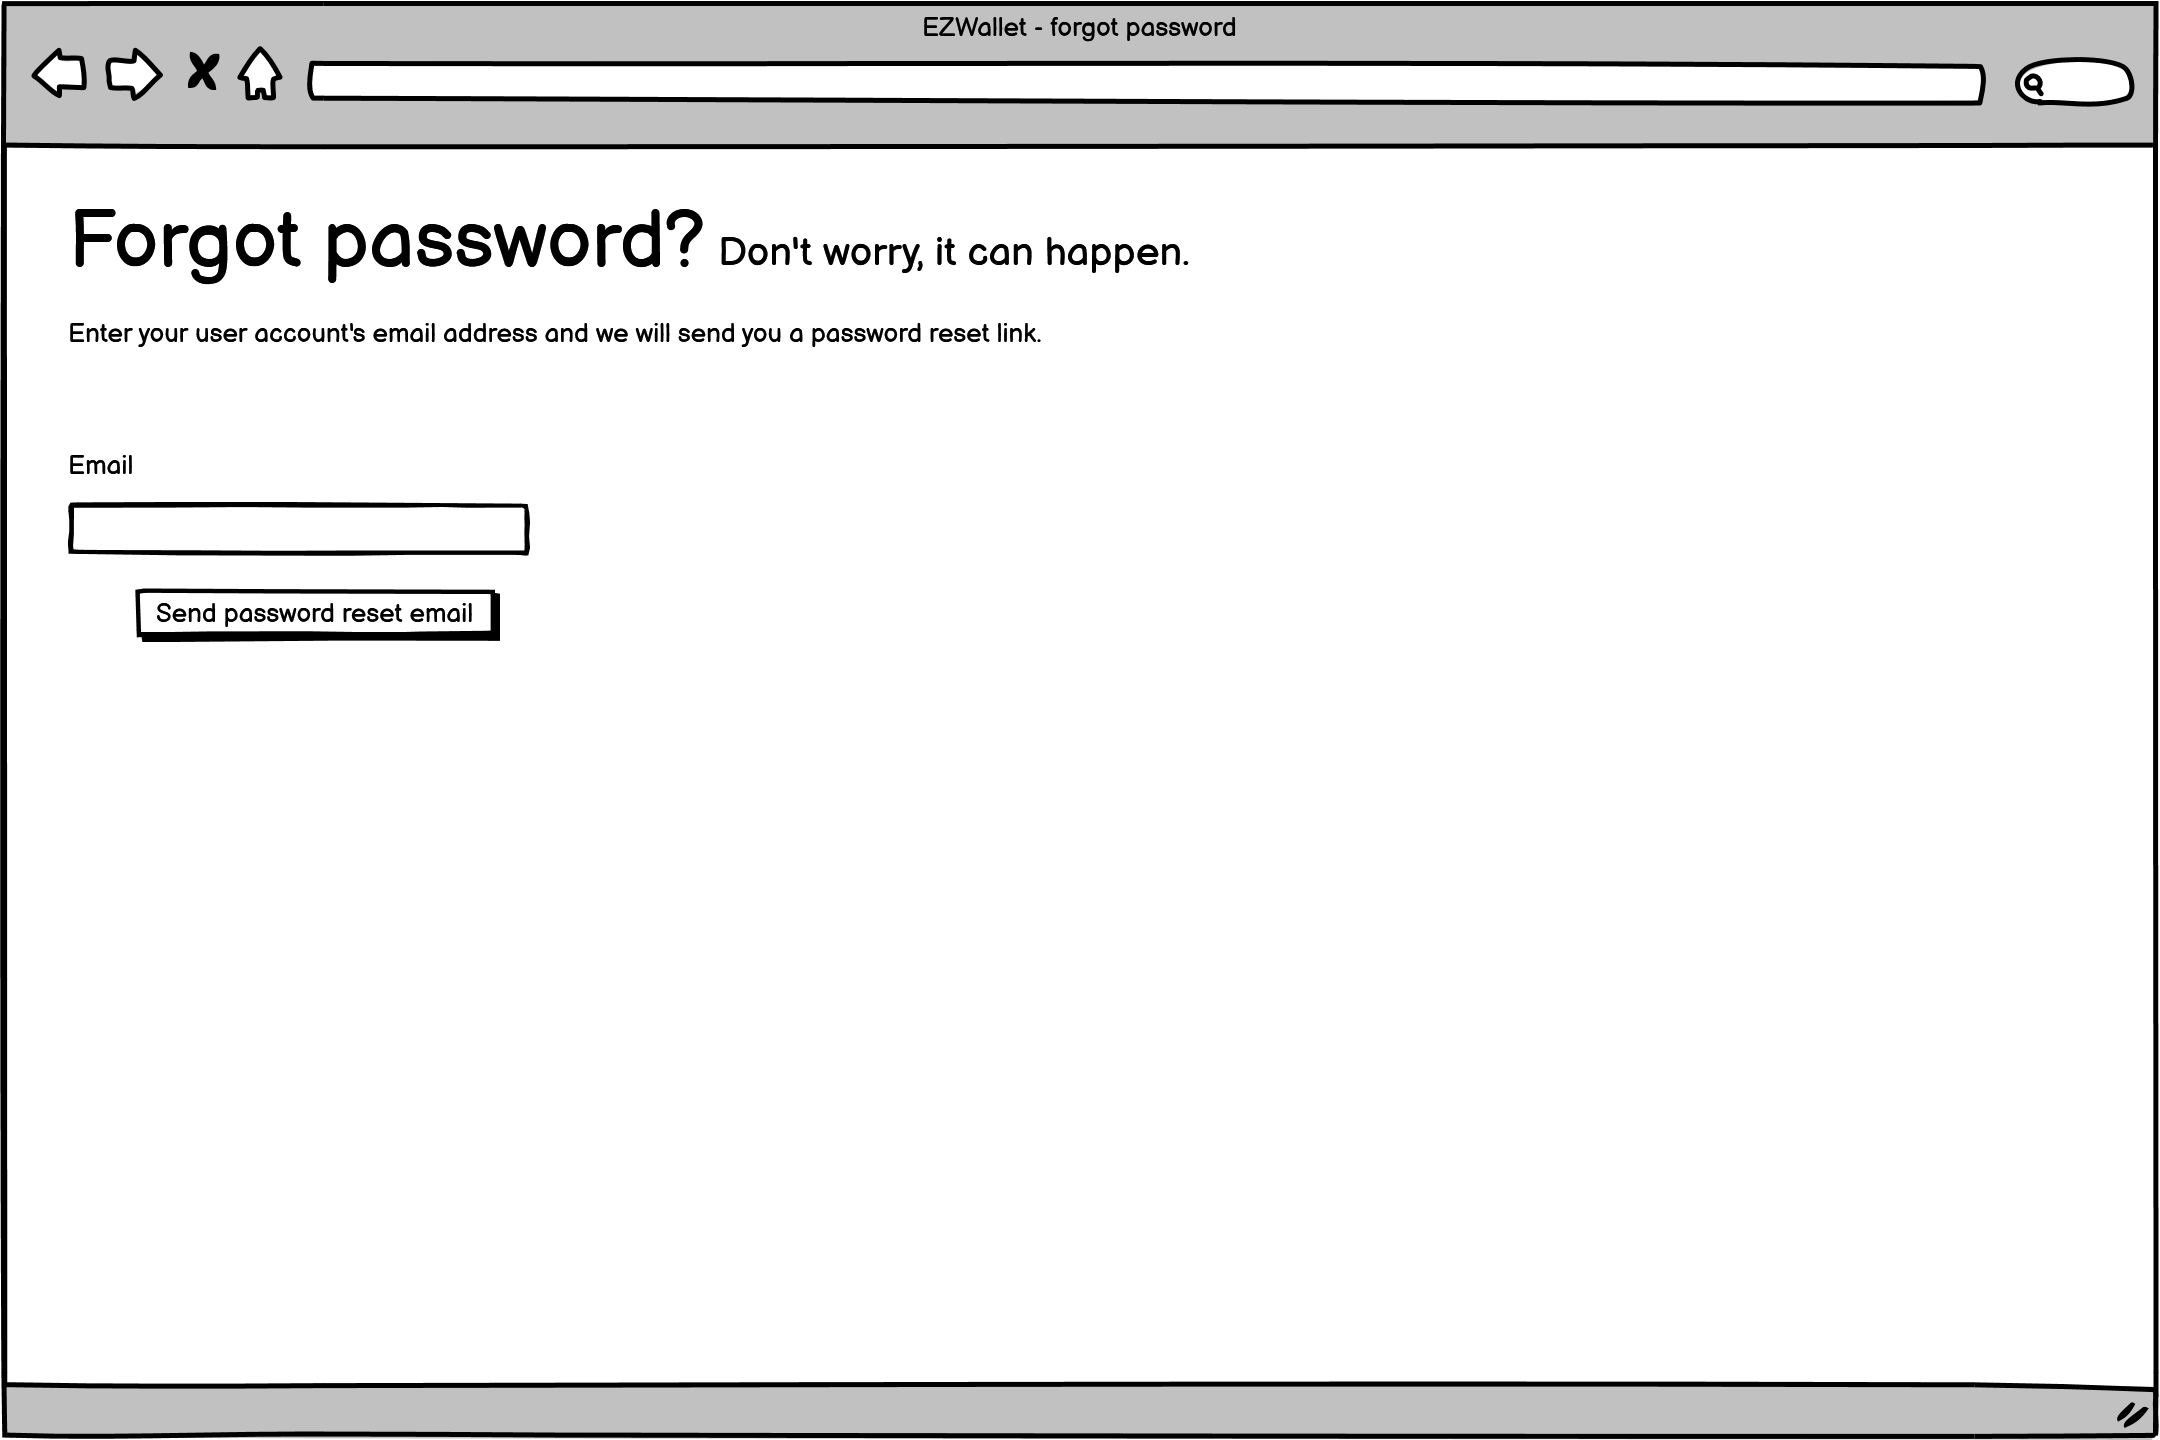 EZWallet - forgot password
Forgot password? Don't worry, it can happen.
Enter your user account's email address and we will send you a password reset link.
Email
Send password reset email